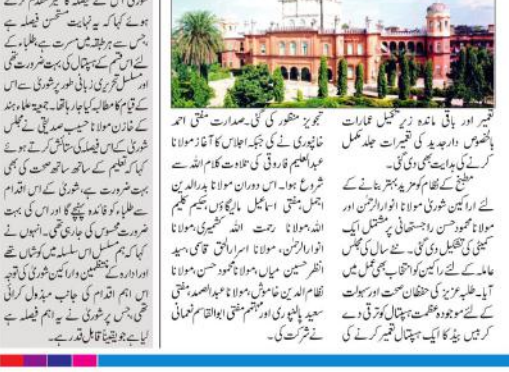 ہوئے کہا کہ یہ نہایت مستحسن فیصلہ ہے
جس سے ہر طبقہ میں مسرت ہے، طلباء کے
لئے اس قسم کے ہسپتال کی بہت ضرورت تھی
اور مسلسل تحریری زبانی طور پر شوریٰ سے اس
کے قیام کا مطالبہ کیا جا رہا تھا۔ جمعیۃ علماء ہند
کے خازن مولانا حسیب صدیقی نے مجلس
شوریٰ کے اس فیصلہ کی ستائش کرتے ہوئے
کہا کہ تعلیم کے ساتھ ساتھ صحت کی بھی
بہت ضرورت ہے، شوریٰ کے اس اقدام
سے طلباء کو فائدہ پہنچے گا اور اس کی بہت
ضرورت محسوس کی جا رہی تھی۔ انہوں نے
کہا کہ ہم مسلسل اس سلسلہ میں کوشاں تھے
اور ادارہ کے منتظمین و اراکین شوریٰ کی توجہ
اس اہم اقدام کی جانب مبذول کرائی
تھی، جس پر شوریٰ نے یہ اہم فیصلہ ہے
لیا ہے جو یقیناً قابل قدر ہے۔
تجویز منظور کی گئی۔ صدارت مفتی احمد
خانپوری نے کی جبکہ اجلاس کا آغاز مولانا
عبدالعلیم فاروقی کی تلاوت کلام اللہ سے
شروع ہوا۔ اس دوران مولانا بدرالدین
اجمل، مفتی اسماعیل مالیگاؤں، حکیم کلیم
اللہ، مولانا رحمت اللہ کشمیری، مولانا
انوارالرحمٰن، مولانا اسرارالحق قاسمی، سید
انظر حسین میاں، مولانا محمود حسن، مولانا
نظام الدین خاموش، مولانا عبدالصمد، مفتی
سعید پالنپوری اور مہتمم مفتی ابوالقاسم نعمانی
نے شرکت کی۔
تعمیر اور باقی ماندہ زیر تکمیل عمارات
بالخصوص دار جدید کی تعمیرات جلد مکمل
کرنے کی ہدایت بھی دی گئی۔
مطبخ کے نظام کو مزید بہتر بنانے کے
لئے اراکین شوریٰ مولانا انوارالرحمٰن اور
مولانا محمود حسن راجستھانی پر مشتمل ایک
کمیٹی کی تشکیل دی گئی۔ نئے سال کی مجلس
عاملہ کے لئے راکین کو انتخاب بھی عمل میں
آیا۔ طلبہ عزیز کی حفظان صحت اور سہولت
کے لئے موجودہ عظمت ہسپتال کو ترقی دے
کر بیس بیڈ کا ایک ہسپتال تعمیر کرنے کی